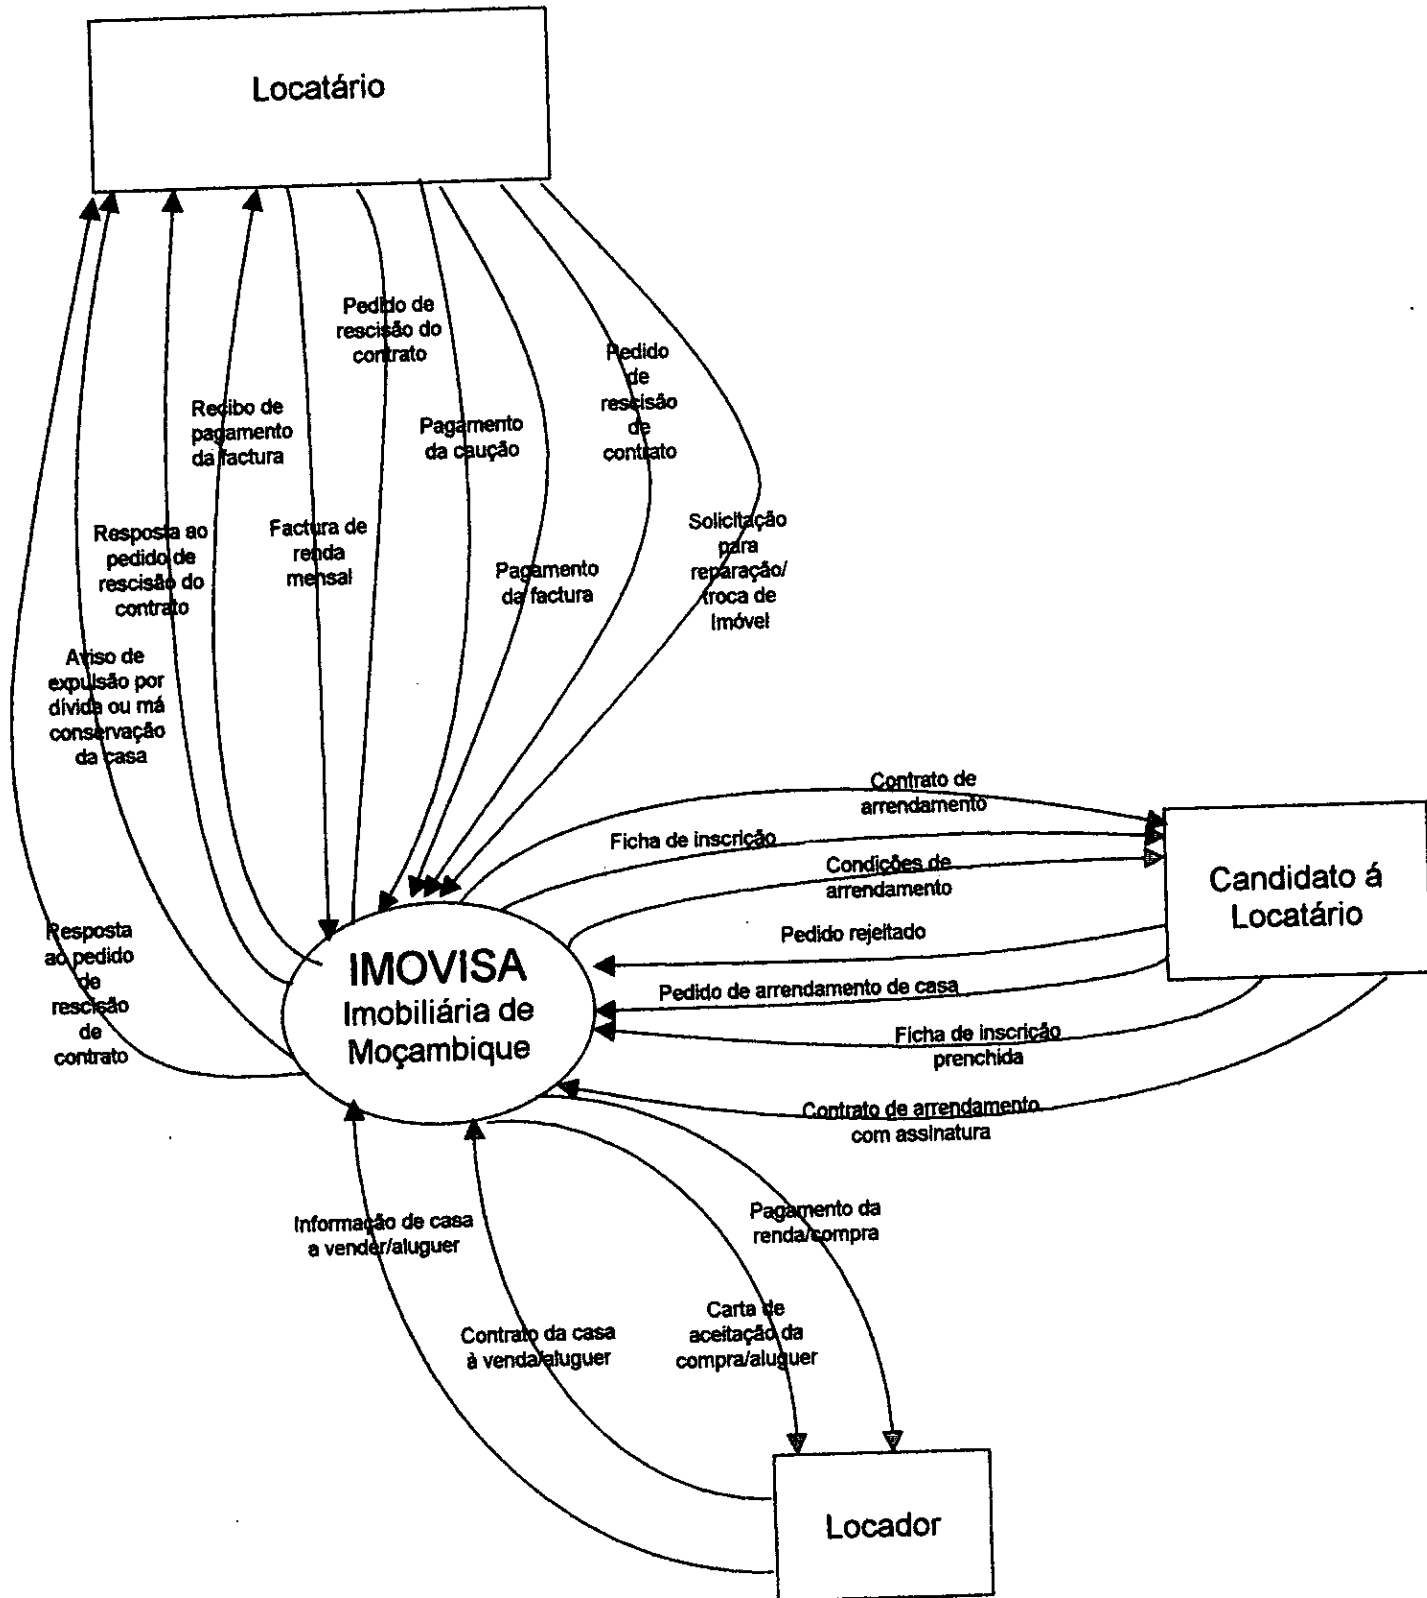 Locatário
Pedido de
rescisão do
contrato
Pedido
de
rescisão
de
contrato
Recibo de
pagamento
da factura
Pagamento
da caução
Resposta ao
pedido de
rescisão do
contrato
Factura de
renda
mensal
Pagamento
da factura
Solicitação
para
reparação/
troca de
Imóvel
Aviso de
expulsão por
dívida ou má
conservação
da casa
Contrato de
arrendamento
Ficha de inscrição
Condições de
arrendamento
Candidato á
Locatário
Pedido rejeitado
Pedido de arrendamento de casa
Ficha de inscrição
prenchida
Contrato de arrendamento
com assinatura
Resposta
ao pedido
de
rescisão
de
contrato
IMOVISA
Imobiliária de
Moçambique
Informação de casa
a vender/aluguer
Pagamento da
renda/compra
Contrato da casa
à venda/aluguer
Carta de
aceitação da
compra/aluguer
Locador